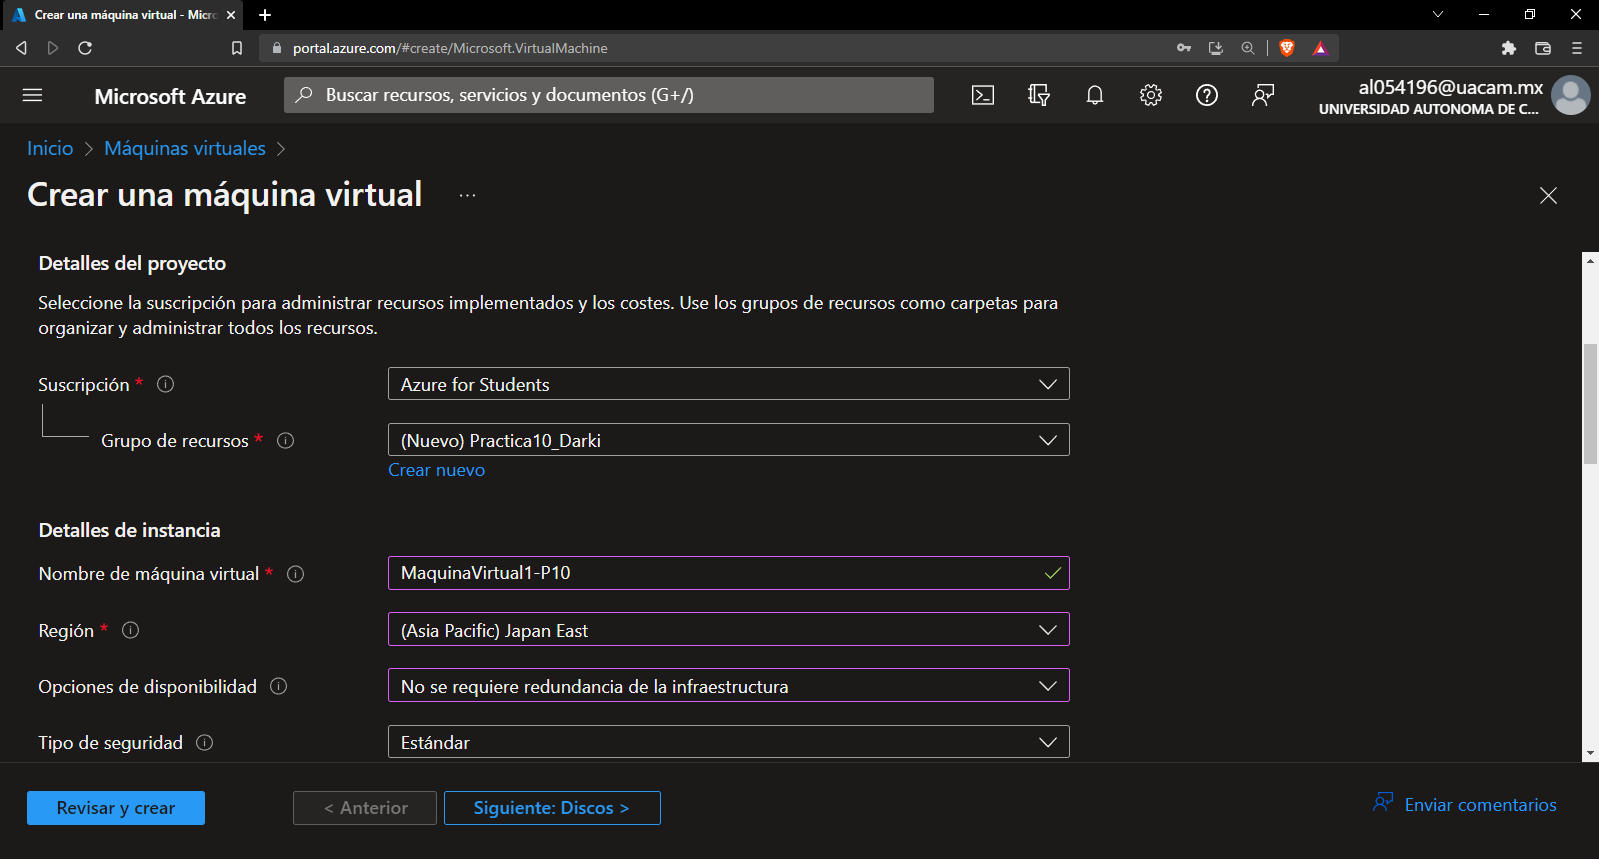 Crear una máquina virtual - Micro
portal.azure.com/#create/Microsoft.VirtualMachine
Microsoft Azure
Buscar recursos, servicios y documentos (G+/)
al054196@uacam.mx
UNIVERSIDAD AUTONOMA DE C...
Inicio > Máquinas virtuales >
Crear una máquina virtual ...
Detalles del proyecto
Seleccione la suscripción para administrar recursos implementados y los costes. Use los grupos de recursos como carpetas para
organizar y administrar todos los recursos.
Suscripción *
Azure for Students
Grupo de recursos *
(Nuevo) Practica10_Darki
Crear nuevo
Detalles de instancia
Nombre de máquina virtual *
MaquinaVirtual1-P10
Región *
(Asia Pacific) Japan East
Opciones de disponibilidad
No se requiere redundancia de la infraestructura
Tipo de seguridad
Estándar
Revisar y crear
< Anterior
Siguiente: Discos >
Enviar comentarios